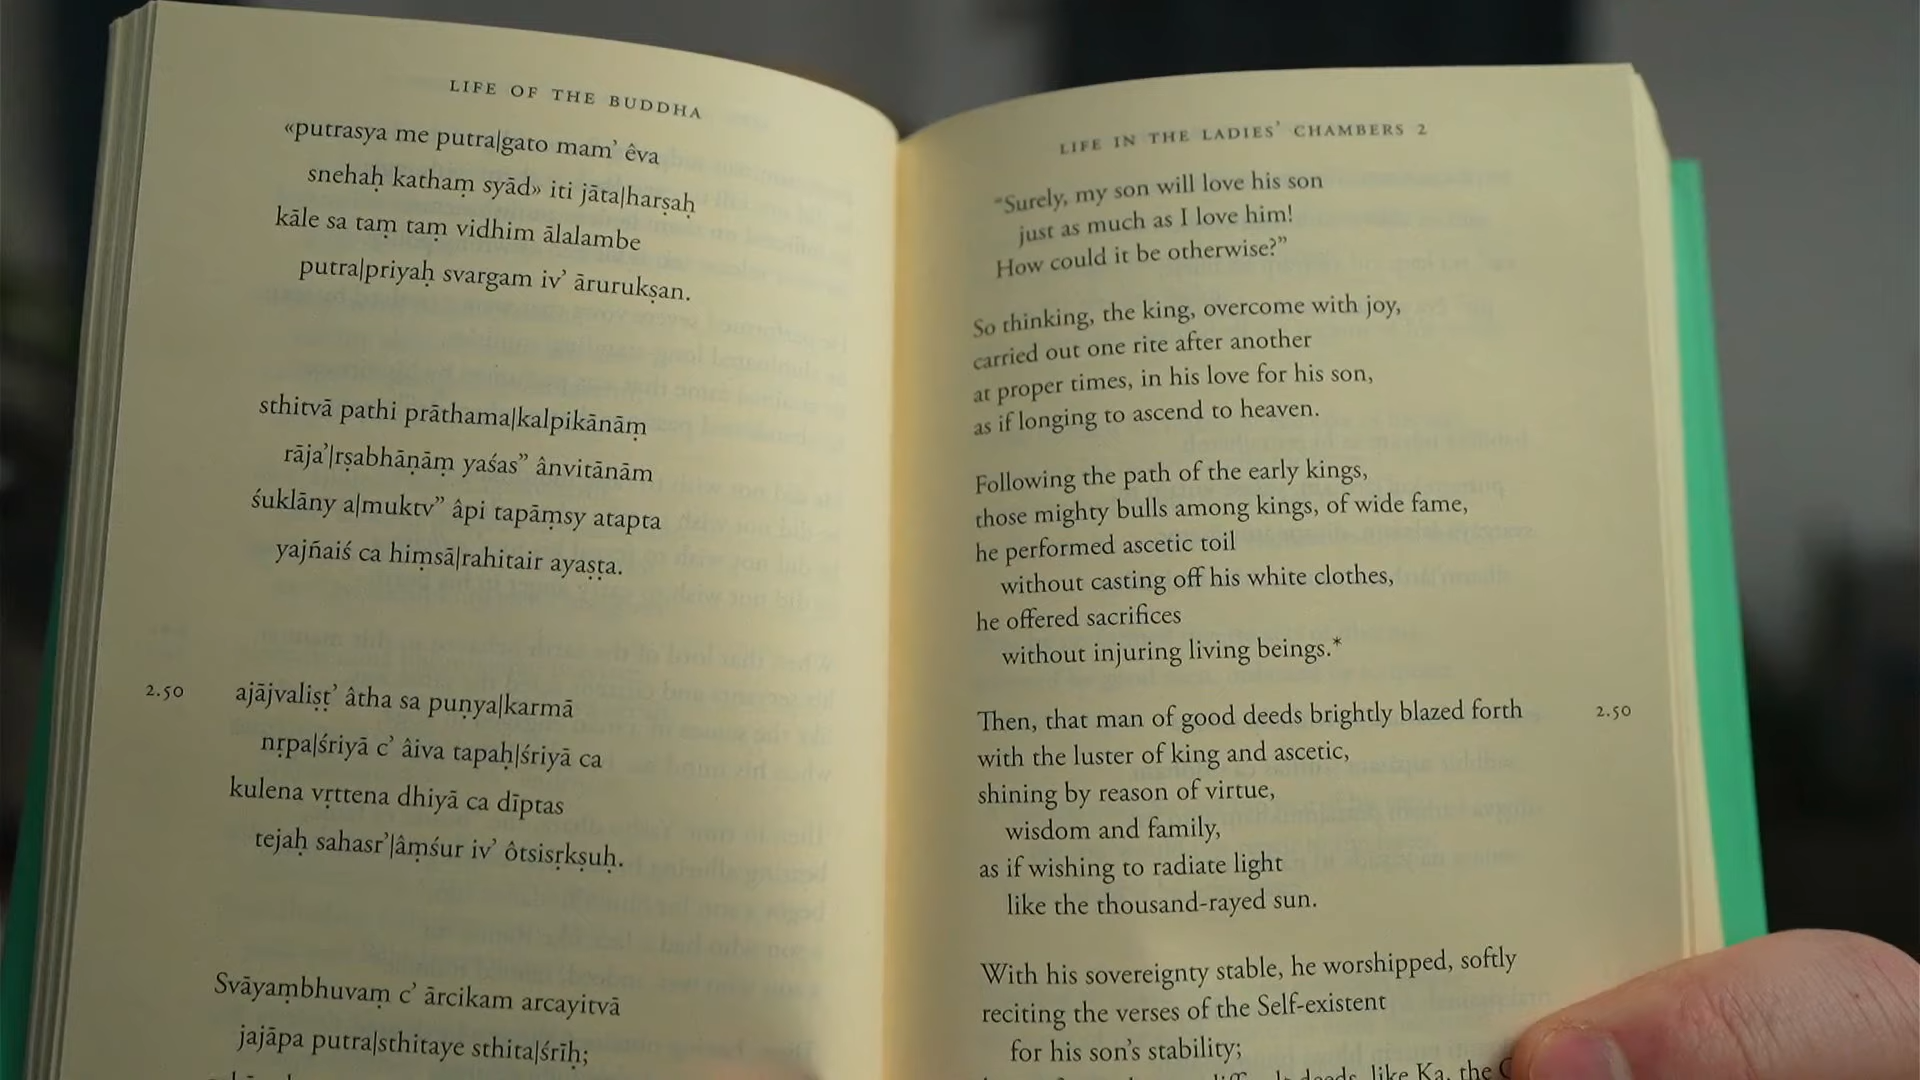 LIFE OF THE BUDDHA
«putrasya me putra|gato mam’ êva
snehaḥ kathaṃ syād» iti jāta|harṣaḥ
kāle sa taṃ taṃ vidhim ālalambe
putra|priyaḥ svargam iv’ ārurukṣan.
sthitvā pathi prāthama|kalpikānāṃ
rāja’|rṣabhāṇāṃ yaśas” ânvitānām
śuklāny a|muktv” âpi tapāṃsy atapta
yajñaiś ca hiṃsā|rahitair ayaṣṭa.
2.50 ajājvaliṣṭ’ âtha sa puṇya|karmā
nṛpa|śriyā c’ âiva tapaḥ|śriyā ca
kulena vṛttena dhiyā ca dīptas
tejaḥ sahasr’|âṃśur iv’ ôtsisṛkṣuḥ.
Svāyaṃbhuvaṃ c’ ārcikam arcayitvā
jajāpa putra|sthitaye sthita|śrīḥ;
LIFE IN THE LADIES’ CHAMBERS 2
“Surely, my son will love his son
just as much as I love him!
How could it be otherwise?”
So thinking, the king, overcome with joy,
carried out one rite after another
at proper times, in his love for his son,
as if longing to ascend to heaven.
Following the path of the early kings,
those mighty bulls among kings, of wide fame,
he performed ascetic toil
without casting off his white clothes,
he offered sacrifices
without injuring living beings.*
Then, that man of good deeds brightly blazed forth 2.50
with the luster of king and ascetic,
shining by reason of virtue,
wisdom and family,
as if wishing to radiate light
like the thousand-rayed sun.
With his sovereignty stable, he worshipped, softly
reciting the verses of the Self-existent
for his son’s stability;
like Ka, the